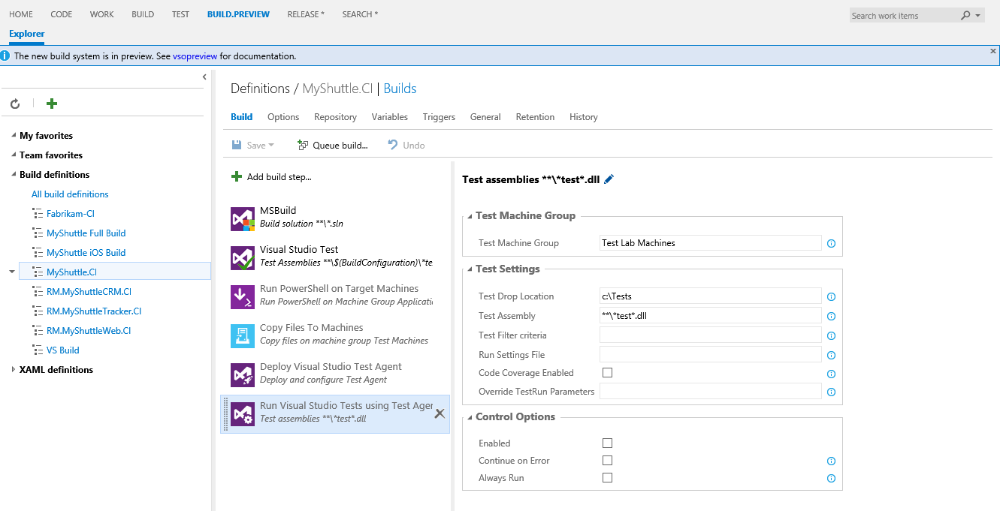 HOME CODE WORK BUILD TEST BUILD.PREVIEW RELEASE * SEARCH *
Search work items
Explorer
The new build system is in preview. See vsopreview for documentation.
My favorites
Team favorites
Build definitions
All build definitions
Fabrikam-CI
MyShuttle Full Build
MyShuttle iOS Build
MyShuttle.CI
RM.MyShuttleCRM.CI
RM.MyShuttleTracker.CI
RM.MyShuttleWeb.CI
VS Build
XAML definitions
Definitions / MyShuttle.CI | Builds
Build Options Repository Variables Triggers General Retention History
Save Queue build... Undo
Add build step...
MSBuild
Build solution **\*.sln
Visual Studio Test
Test Assemblies **\$(BuildConfiguration)\*te
Run PowerShell on Target Machines
Run PowerShell on Machine Group Applicati
Copy Files To Machines
Copy files on machine group Test Machines
Deploy Visual Studio Test Agent
Deploy and configure Test Agent
Run Visual Studio Tests using Test Ager
Test assemblies **\*test*.dll
Test assemblies **\*test*.dll
Test Machine Group
Test Machine Group Test Lab Machines
Test Settings
Test Drop Location c:\Tests
Test Assembly **\*test*.dll
Test Filter criteria
Run Settings File
Code Coverage Enabled
Override TestRun Parameters
Control Options
Enabled
Continue on Error
Always Run